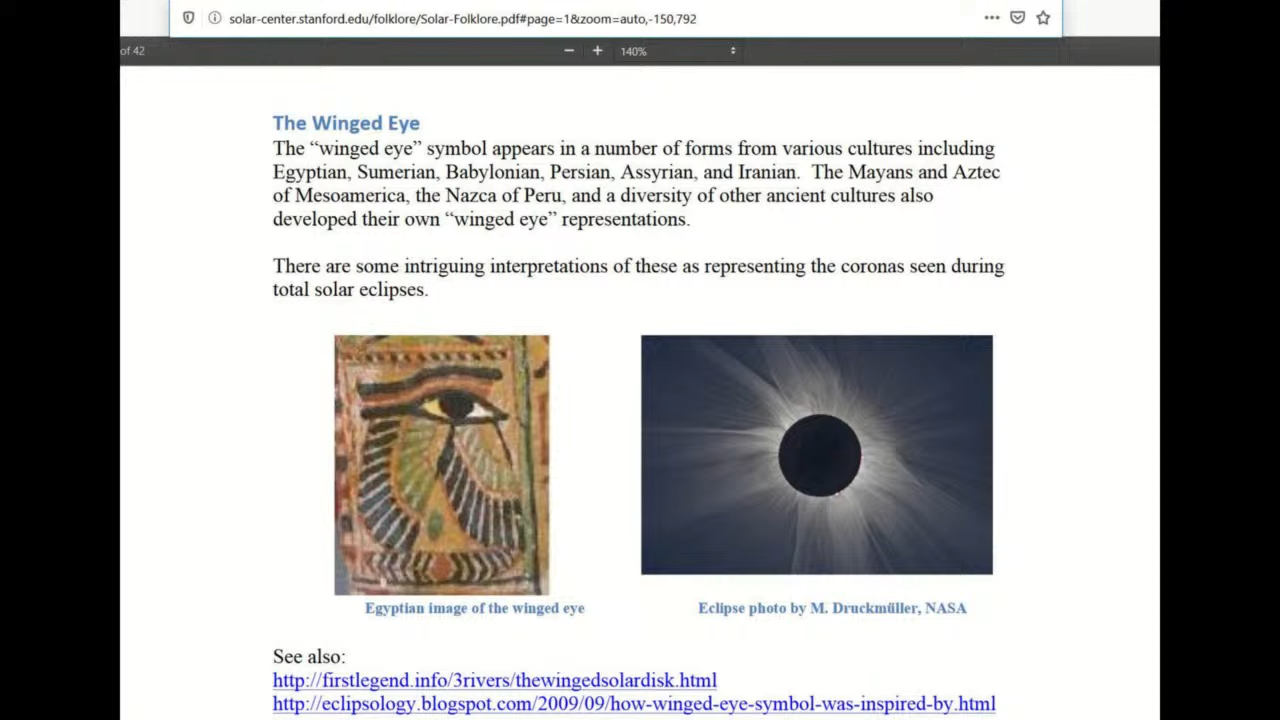 solar-center.stanford.edu/folklore/Solar-Folklore.pdf#page=1&zoom=auto,-150,792
of 42
140%
The Winged Eye
The “winged eye” symbol appears in a number of forms from various cultures including
Egyptian, Sumerian, Babylonian, Persian, Assyrian, and Iranian.  The Mayans and Aztec
of Mesoamerica, the Nazca of Peru, and a diversity of other ancient cultures also
developed their own “winged eye” representations.
There are some intriguing interpretations of these as representing the coronas seen during
total solar eclipses.
Egyptian image of the winged eye
Eclipse photo by M. Druckmüller, NASA
See also:
http://firstlegend.info/3rivers/thewingedsolardisk.html
http://eclipsology.blogspot.com/2009/09/how-winged-eye-symbol-was-inspired-by.html